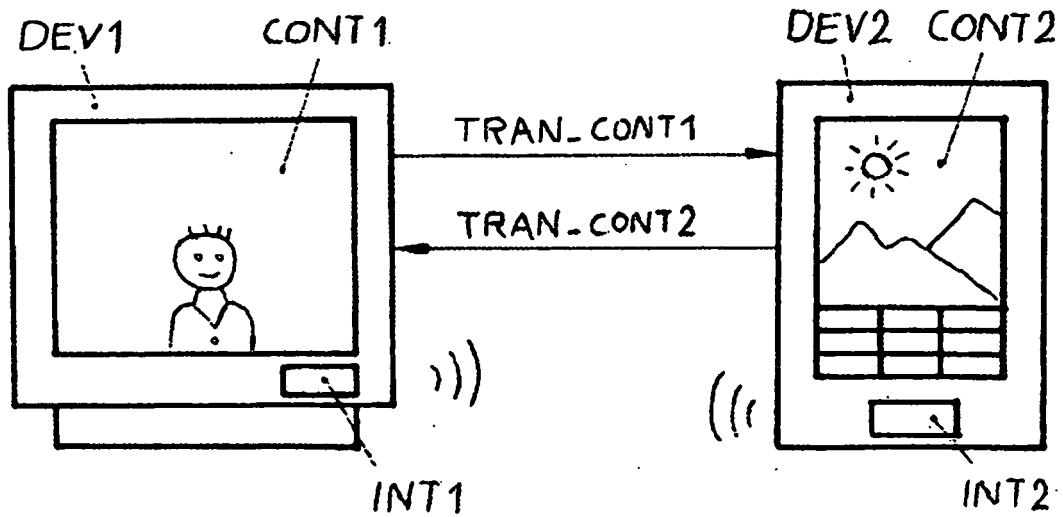 DEV1 CONT1 DEV2 CONT2
TRAN_CONT1
TRAN_CONT2
INT1 INT2